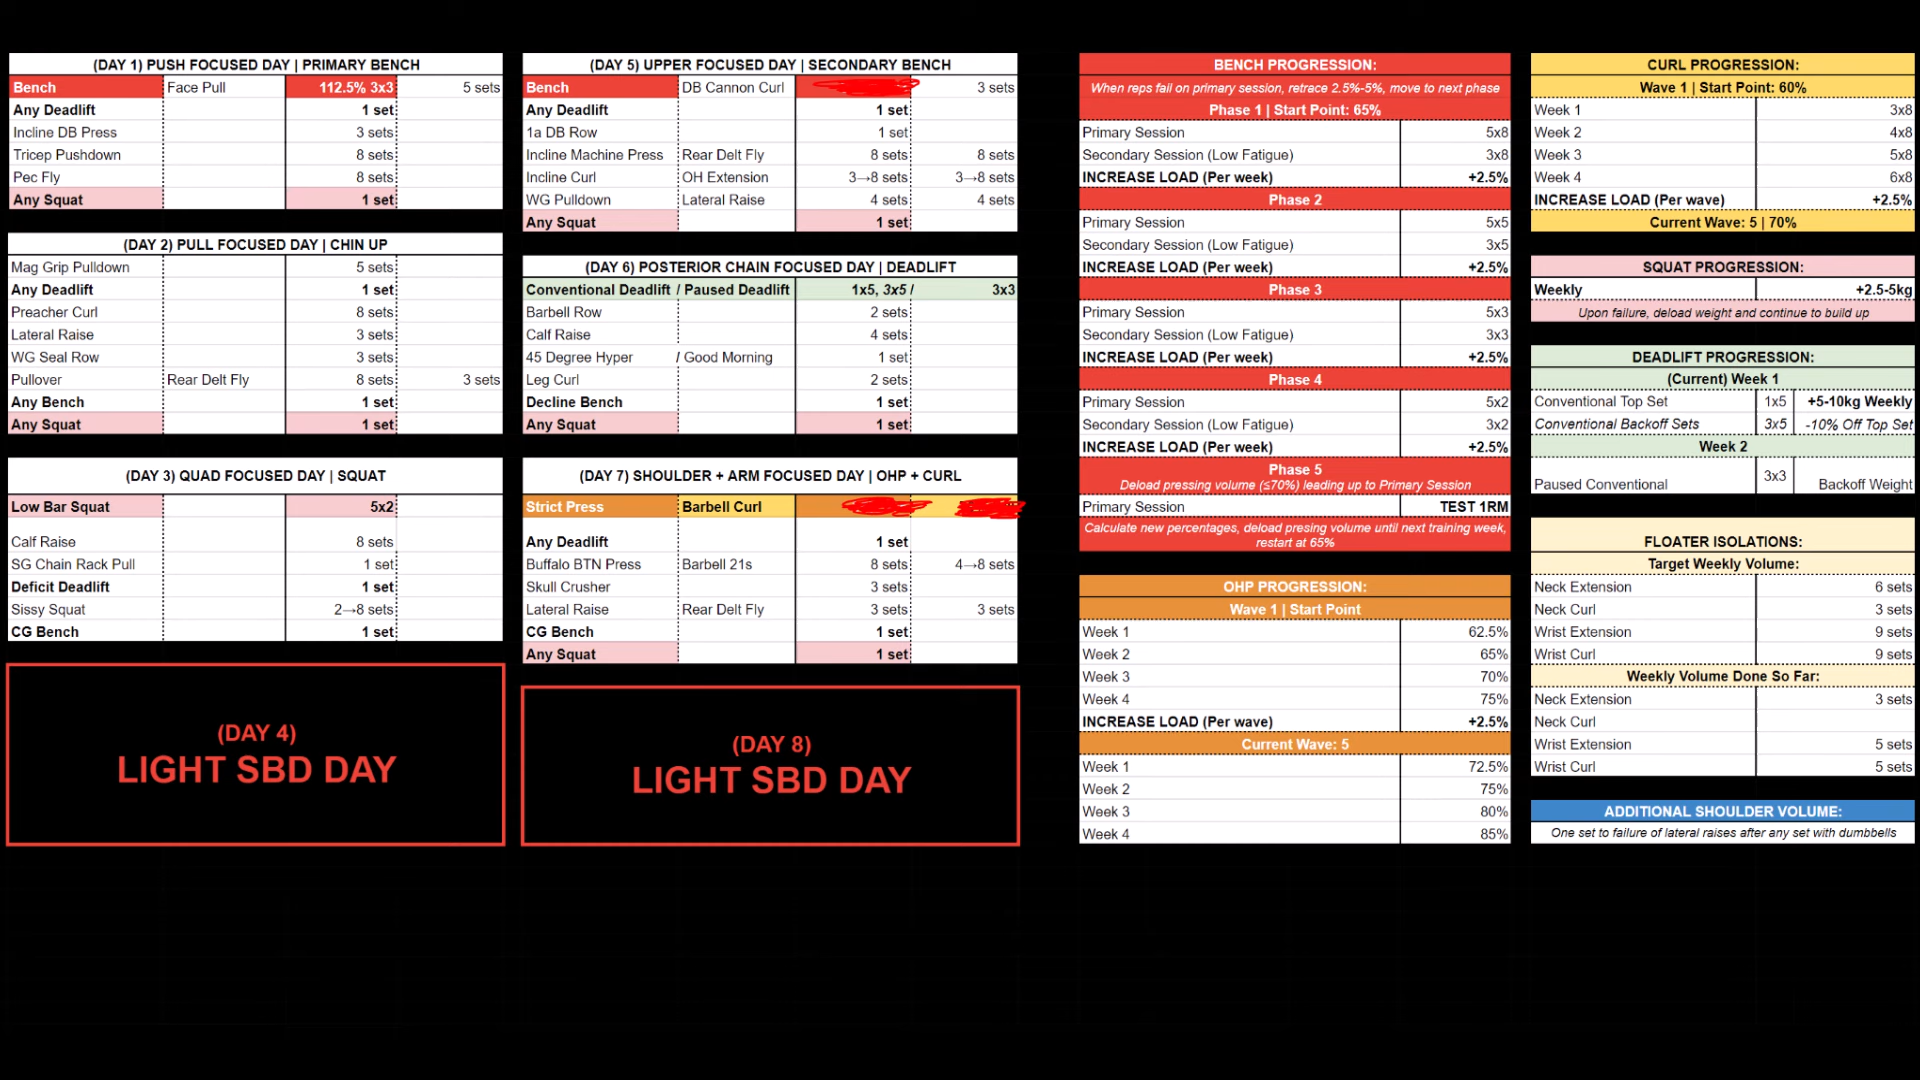 (DAY 1) PUSH FOCUSED DAY | PRIMARY BENCH
Bench Face Pull 112.5% 3x3 5 sets
Any Deadlift 1 set
Incline DB Press 3 sets
Tricep Pushdown 8 sets
Pec Fly 8 sets
Any Squat 1 set
(DAY 2) PULL FOCUSED DAY | CHIN UP
Mag Grip Pulldown 5 sets
Any Deadlift 1 set
Preacher Curl 8 sets
Lateral Raise 3 sets
WG Seal Row 3 sets
Pullover Rear Delt Fly 8 sets 3 sets
Any Bench 1 set
Any Squat 1 set
(DAY 3) QUAD FOCUSED DAY | SQUAT
Low Bar Squat 5x2
Calf Raise 8 sets
SG Chain Rack Pull 1 set
Deficit Deadlift 1 set
Sissy Squat 2→8 sets
CG Bench 1 set
(DAY 4)
LIGHT SBD DAY
(DAY 5) UPPER FOCUSED DAY | SECONDARY BENCH
Bench DB Cannon Curl 3 sets
Any Deadlift 1 set
1a DB Row 1 set
Incline Machine Press Rear Delt Fly 8 sets 8 sets
Incline Curl OH Extension 3→8 sets 3→8 sets
WG Pulldown Lateral Raise 4 sets 4 sets
Any Squat 1 set
(DAY 6) POSTERIOR CHAIN FOCUSED DAY | DEADLIFT
Conventional Deadlift / Paused Deadlift 1x5, 3x5 / 3x3
Barbell Row 2 sets
Calf Raise 4 sets
45 Degree Hyper / Good Morning 1 set
Leg Curl 2 sets
Decline Bench 1 set
Any Squat 1 set
(DAY 7) SHOULDER + ARM FOCUSED DAY | OHP + CURL
Strict Press Barbell Curl
Any Deadlift 1 set
Buffalo BTN Press Barbell 21s 8 sets 4→8 sets
Skull Crusher 3 sets
Lateral Raise Rear Delt Fly 3 sets 3 sets
CG Bench 1 set
Any Squat 1 set
(DAY 8)
LIGHT SBD DAY
BENCH PROGRESSION:
When reps fail on primary session, retrace 2.5%-5%, move to next phase
Phase 1 | Start Point: 65%
Primary Session 5x8
Secondary Session (Low Fatigue) 3x8
INCREASE LOAD (Per week) +2.5%
Phase 2
Primary Session 5x5
Secondary Session (Low Fatigue) 3x5
INCREASE LOAD (Per week) +2.5%
Phase 3
Primary Session 5x3
Secondary Session (Low Fatigue) 3x3
INCREASE LOAD (Per week) +2.5%
Phase 4
Primary Session 5x2
Secondary Session (Low Fatigue) 3x2
INCREASE LOAD (Per week) +2.5%
Phase 5
Deload pressing volume (≤70%) leading up to Primary Session
Primary Session TEST 1RM
Calculate new percentages, deload presing volume until next training week,
restart at 65%
OHP PROGRESSION:
Wave 1 | Start Point
Week 1 62.5%
Week 2 65%
Week 3 70%
Week 4 75%
INCREASE LOAD (Per wave) +2.5%
Current Wave: 5
Week 1 72.5%
Week 2 75%
Week 3 80%
Week 4 85%
CURL PROGRESSION:
Wave 1 | Start Point: 60%
Week 1 3x8
Week 2 4x8
Week 3 5x8
Week 4 6x8
INCREASE LOAD (Per wave) +2.5%
Current Wave: 5 | 70%
SQUAT PROGRESSION:
Weekly +2.5-5kg
Upon failure, deload weight and continue to build up
DEADLIFT PROGRESSION:
(Current) Week 1
Conventional Top Set 1x5 +5-10kg Weekly
Conventional Backoff Sets 3x5 -10% Off Top Set
Week 2
Paused Conventional 3x3 Backoff Weight
FLOATER ISOLATIONS:
Target Weekly Volume:
Neck Extension 6 sets
Neck Curl 3 sets
Wrist Extension 9 sets
Wrist Curl 9 sets
Weekly Volume Done So Far:
Neck Extension 3 sets
Neck Curl
Wrist Extension 5 sets
Wrist Curl 5 sets
ADDITIONAL SHOULDER VOLUME:
One set to failure of lateral raises after any set with dumbbells